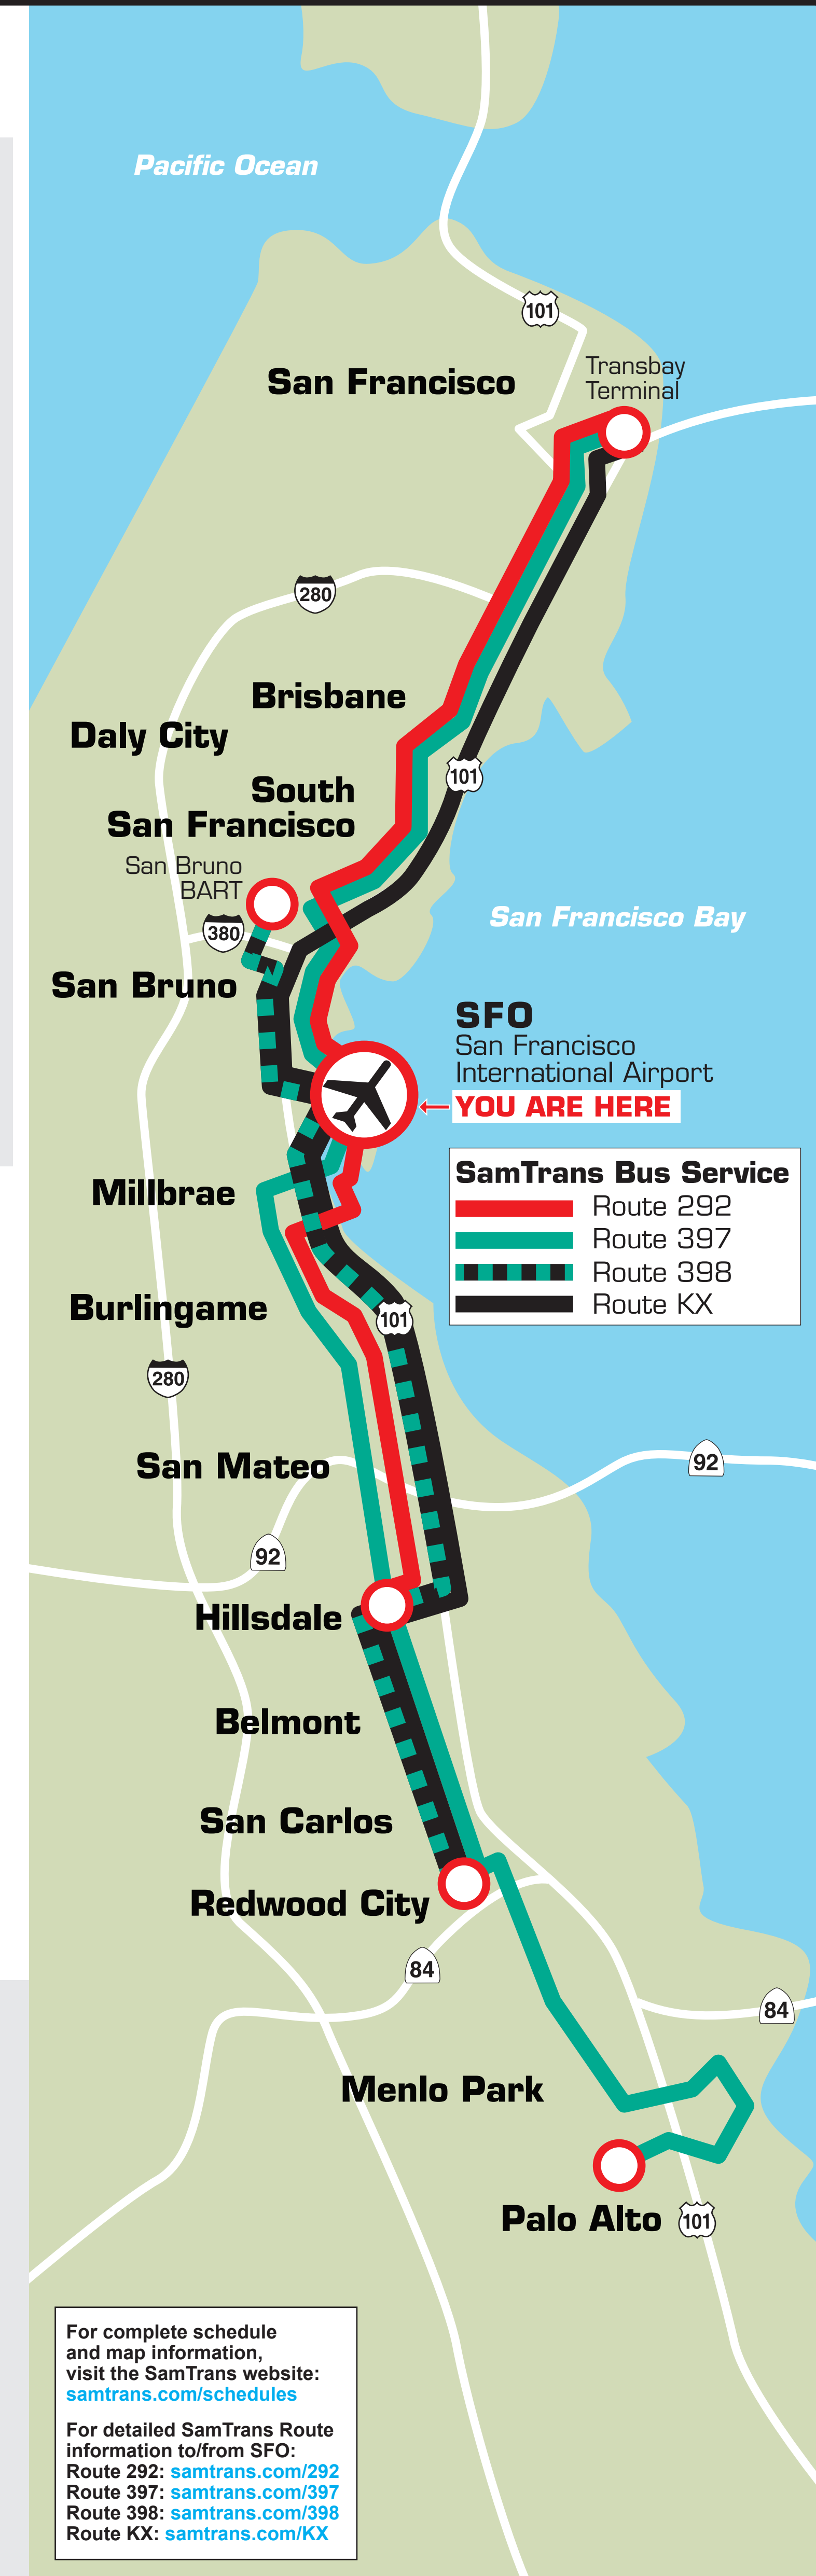 Pacific Ocean
101
Transbay
Terminal
San Francisco
280
Brisbane
Daly City
101
South
San Francisco
San Bruno
BART
San Francisco Bay
380
San Bruno
SFO
San Francisco
International Airport
YOU ARE HERE
SamTrans Bus Service
Route 292
Route 397
Route 398
Route KX
Millbrae
Burlingame
101
280
San Mateo
92
92
Hillsdale
Belmont
San Carlos
Redwood City
84
84
Menlo Park
Palo Alto
101
For complete schedule
and map information,
visit the SamTrans website:
samtrans.com/schedules
For detailed SamTrans Route
information to/from SFO:
Route 292: samtrans.com/292
Route 397: samtrans.com/397
Route 398: samtrans.com/398
Route KX: samtrans.com/KX